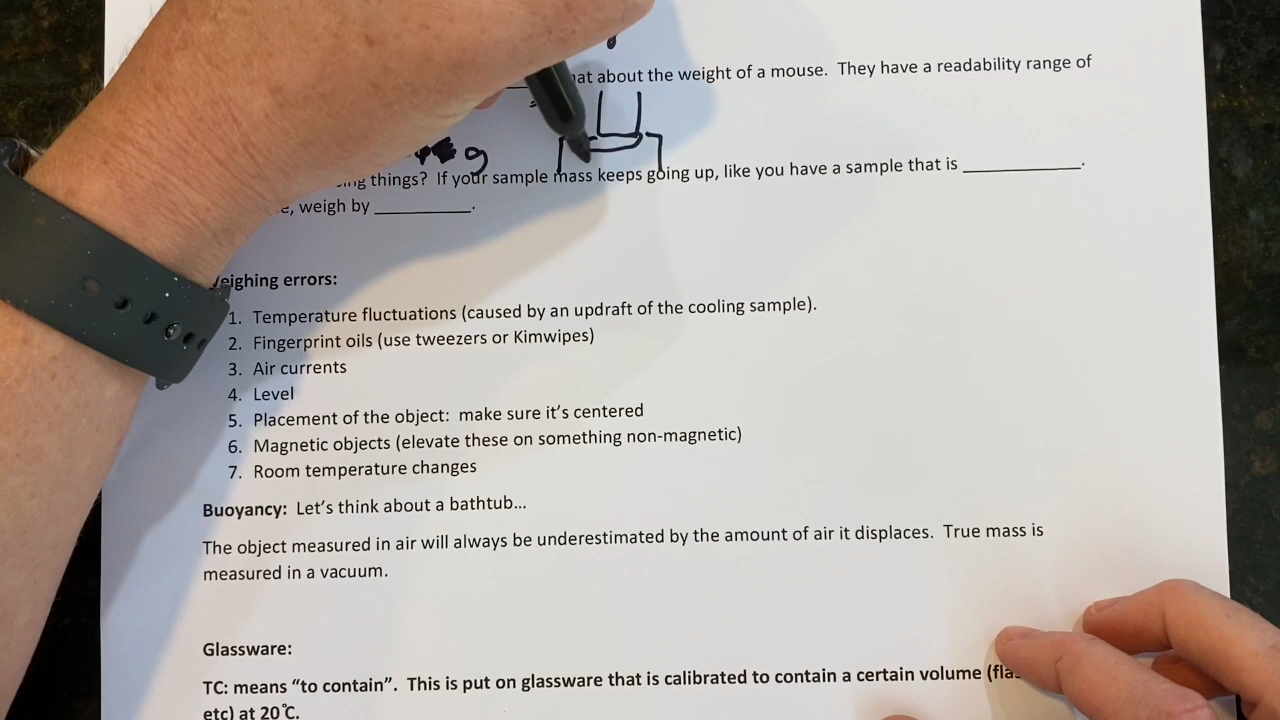 about the weight of a mouse. They have a readability range of
g
things? If your sample mass keeps going up, like you have a sample that is ____________.
weigh by __________.
Weighing errors:
1. Temperature fluctuations (caused by an updraft of the cooling sample).
2. Fingerprint oils (use tweezers or Kimwipes)
3. Air currents
4. Level
5. Placement of the object: make sure it's centered
6. Magnetic objects (elevate these on something non-magnetic)
7. Room temperature changes
Buoyancy: Let's think about a bathtub...
The object measured in air will always be underestimated by the amount of air it displaces. True mass is
measured in a vacuum.
Glassware:
TC: means "to contain". This is put on glassware that is calibrated to contain a certain volume
etc) at 20℃.